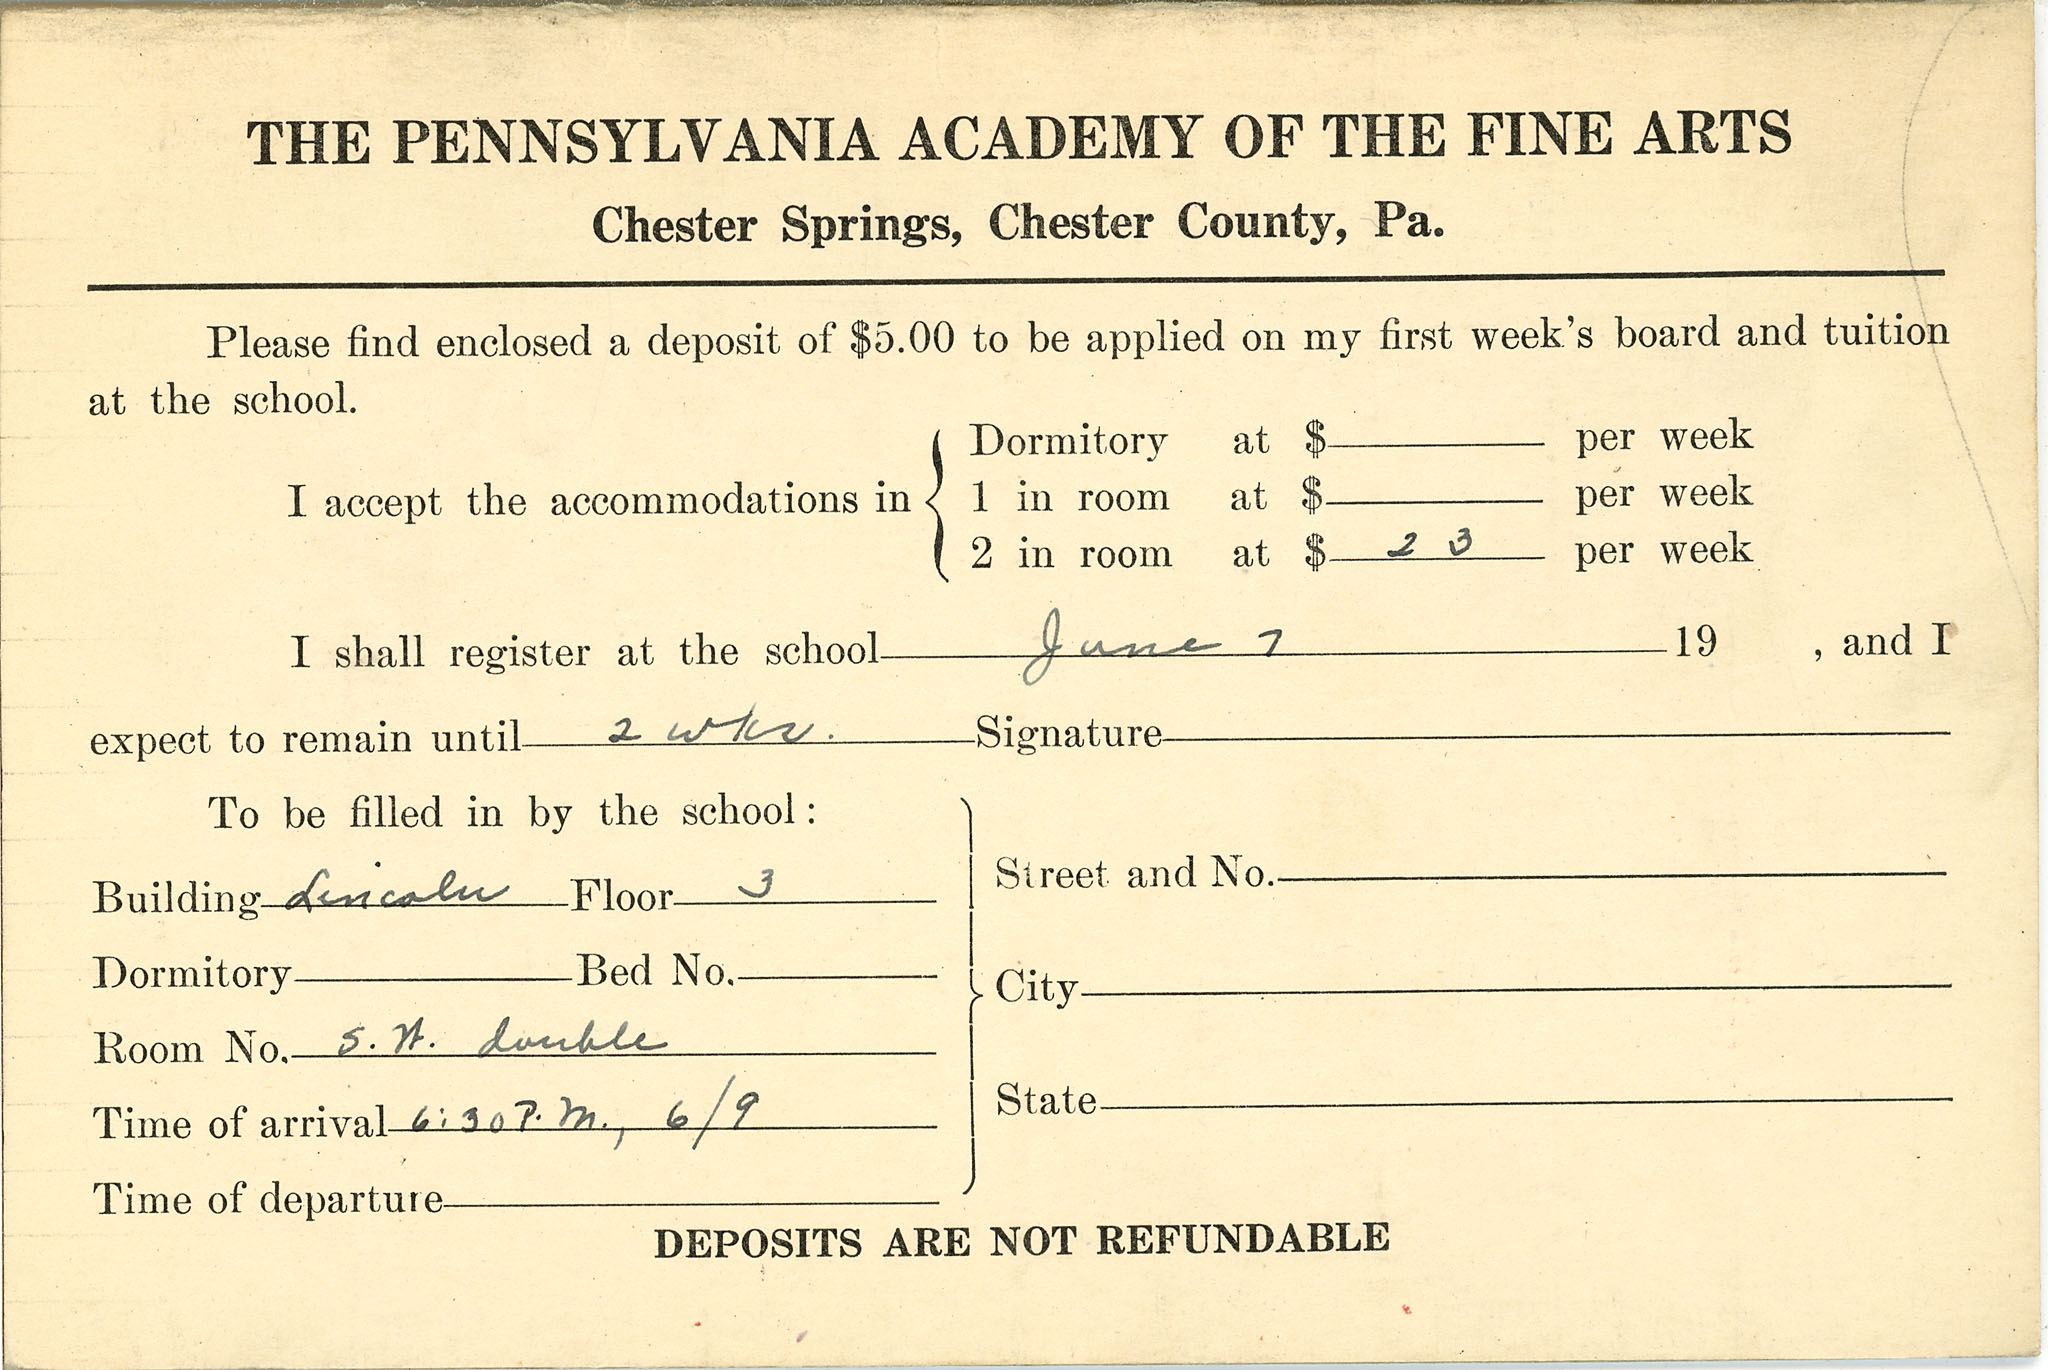 THE PENNSYLVANIA ACADEMY OF THE FINE ARTS
Chester Springs, Chester County, Pa.
Please find enclosed a deposit of $5.00 to be applied on my first week's board and tuition
at the school.
Dormitory at $ per week
I accept the accommodations in 1 in room at $ per week
2 in room at $ 23 per week
I shall register at the school June 7 19 , and I
expect to remain until 2 wks. Signature
To be filled in by the school:
Building Lincoln Floor 3
Street and No.
Dormitory Bed No.
City
Room No. S.W. double
State
Time of arrival 6:30 P.M., 6/9
Time of departure
DEPOSITS ARE NOT REFUNDABLE